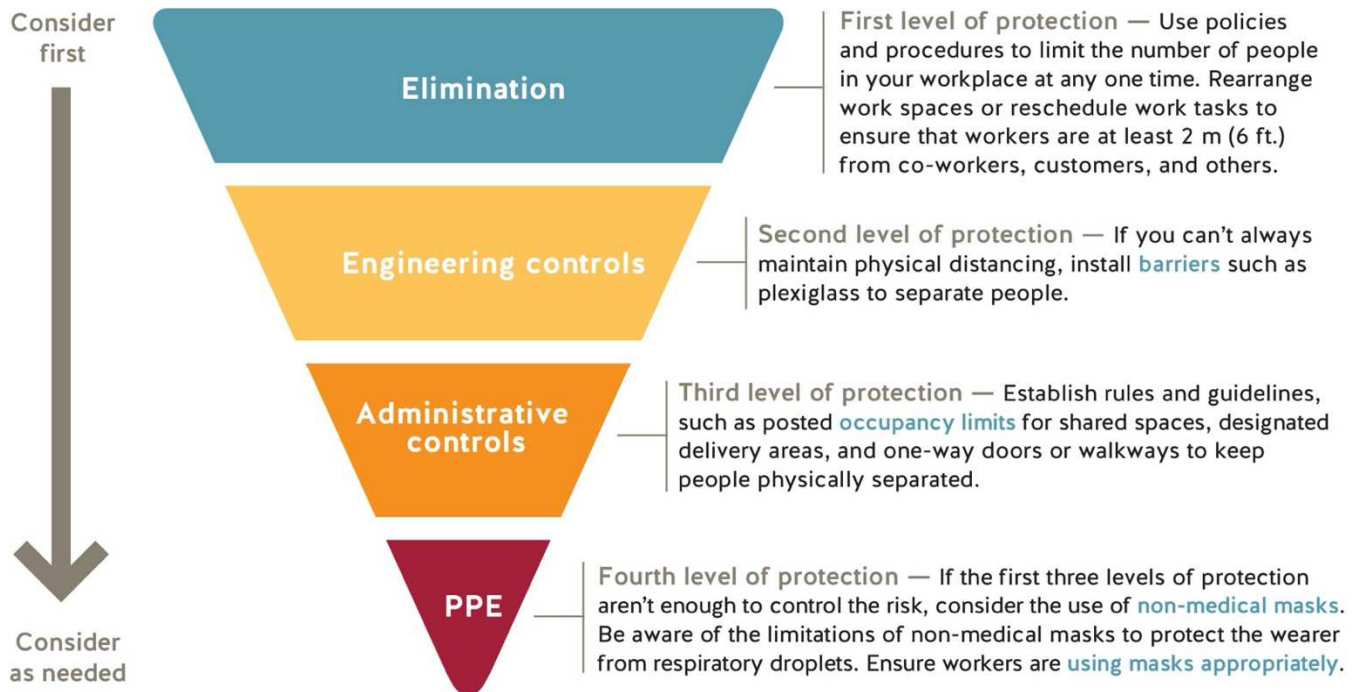 Consider
first
Elimination
First level of protection — Use policies
and procedures to limit the number of people
in your workplace at any one time. Rearrange
work spaces or reschedule work tasks to
ensure that workers are at least 2 m (6 ft.)
from co-workers, customers, and others.
Engineering controls
Second level of protection — If you can’t always
maintain physical distancing, install barriers such as
plexiglass to separate people.
Administrative
controls
Third level of protection — Establish rules and guidelines,
such as posted occupancy limits for shared spaces, designated
delivery areas, and one-way doors or walkways to keep
people physically separated.
PPE
Fourth level of protection — If the first three levels of protection
aren’t enough to control the risk, consider the use of non-medical masks.
Be aware of the limitations of non-medical masks to protect the wearer
from respiratory droplets. Ensure workers are using masks appropriately.
Consider
as needed